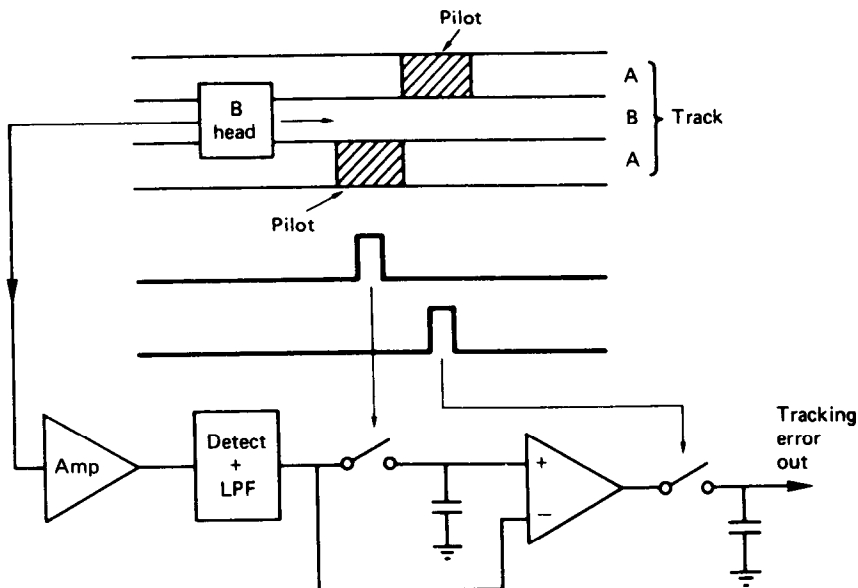 Pilot
A
B
head
B
Track
A
Pilot
Tracking
error
out
Amp
Detect
+
LPF
+
−